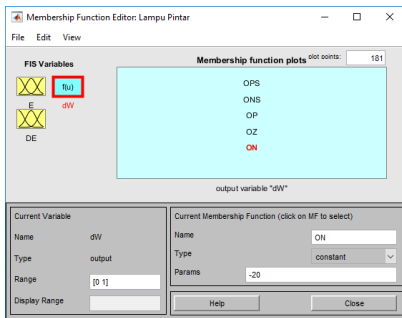 Membership Function Editor: Lampu Pintar
File Edit View
FIS Variables
Membership function plots
plot points: 181
f(u)
E
dW
DE
OPS
ONS
OP
OZ
ON
output variable "dW"
Current Variable
Name dW
Type output
Range [0 1]
Display Range
Current Membership Function (click on MF to select)
Name ON
Type constant
Params -20
Help Close